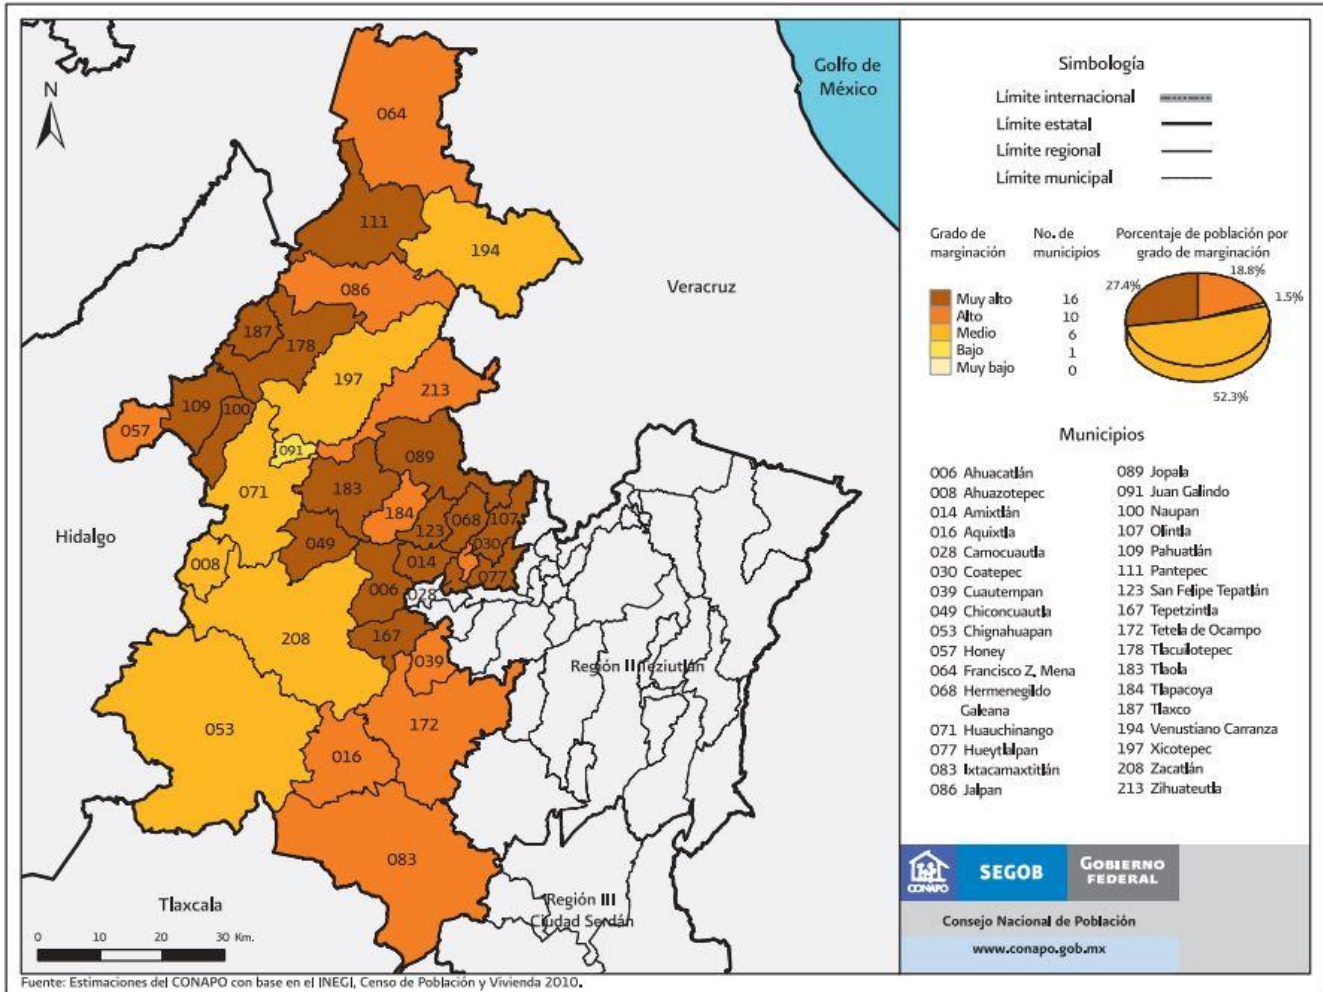 N
Golfo de
México
064
111
194
086
Veracruz
187
178
197
213
109
100
057
091
089
071
183
184
068
107
123
Hidalgo
049
030
014
008
077
006
028
208
167
039
Región II Teziutlán
053
172
016
083
Región III
Ciudad Serdán
Tlaxcala
0 10 20 30 Km.
Simbología
Límite internacional
Límite estatal
Límite regional
Límite municipal
Grado de
marginación
No. de
municipios
Porcentaje de población por
grado de marginación
Muy alto 16
Alto 10
Medio 6
Bajo 1
Muy bajo 0
27.4%
18.8%
1.5%
52.3%
Municipios
006 Ahuacatlán
008 Ahuazotepec
014 Amixtlán
016 Aquixtla
028 Camocuautla
030 Coatepec
039 Cuautempan
049 Chiconcuautla
053 Chignahuapan
057 Honey
064 Francisco Z. Mena
068 Hermenegildo
Galeana
071 Huauchinango
077 Hueytlalpan
083 Ixtacamaxtitlán
086 Jalpan
089 Jopala
091 Juan Galindo
100 Naupan
107 Olintla
109 Pahuatlán
111 Pantepec
123 San Felipe Tepatlán
167 Tepetzintla
172 Tetela de Ocampo
178 Tlacuilotepec
183 Tlaola
184 Tlapacoya
187 Tlaxco
194 Venustiano Carranza
197 Xicotepec
208 Zacatlán
213 Zihuateutla
CONAPO
SEGOB
GOBIERNO
FEDERAL
Consejo Nacional de Población
www.conapo.gob.mx
Fuente: Estimaciones del CONAPO con base en el INEGI, Censo de Población y Vivienda 2010.